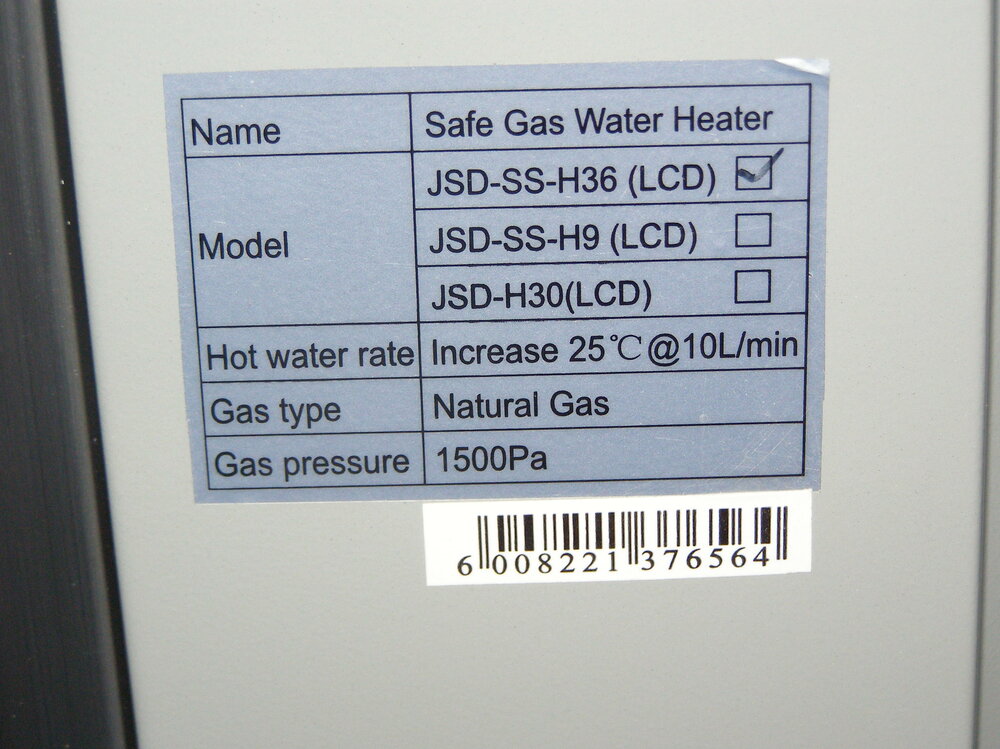 Name Safe Gas Water Heater
Model
JSD-SS-H36 (LCD)
JSD-SS-H9 (LCD)
JSD-H30(LCD)
Hot water rate Increase 25℃@10L/min
Gas type Natural Gas
Gas pressure 1500Pa
6 008221 376564